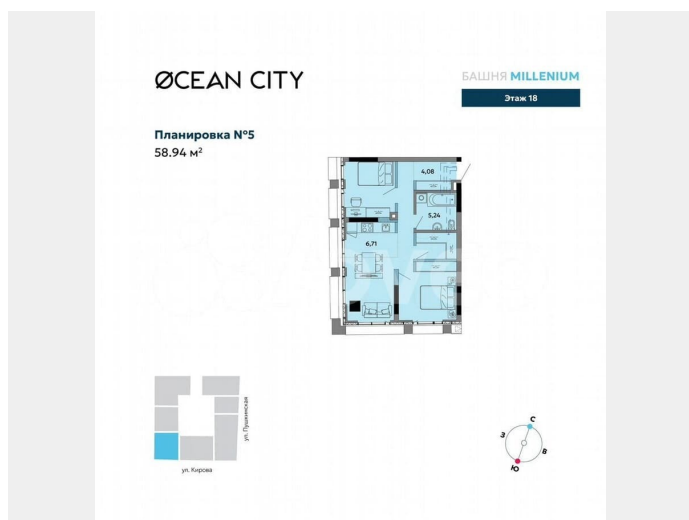 ØCEAN CITY
БАШНЯ MILLENIUM
Этаж 18
Планировка №5
58.94 м²
4,08
5,24
6,71
ул. Пушкинская
ул. Кирова
С
З
В
Ю